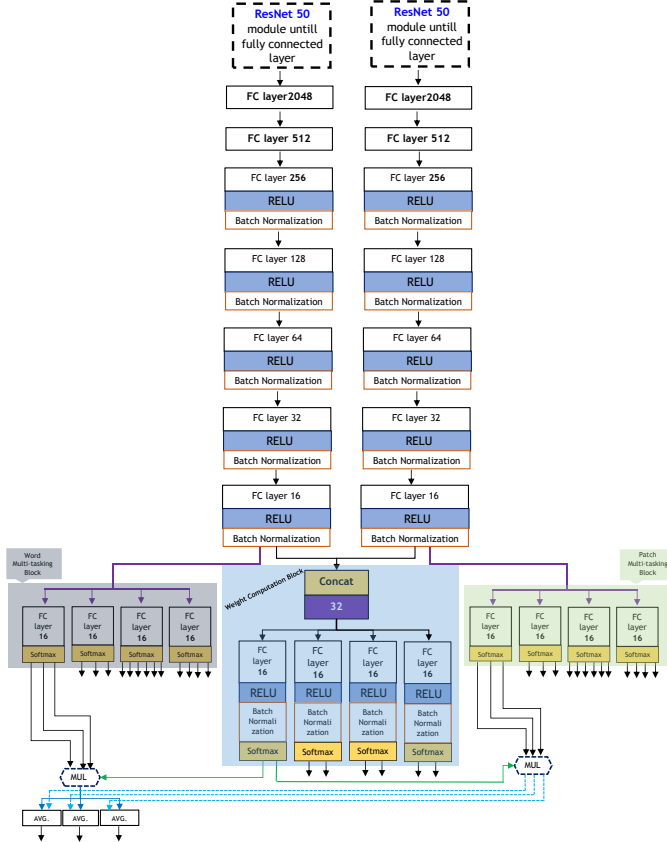 ResNet 50
module untill
fully connected
layer
ResNet 50
module untill
fully connected
layer
FC layer2048
FC layer2048
FC layer 512
FC layer 512
FC layer 256
RELU
Batch Normalization
FC layer 256
RELU
Batch Normalization
FC layer 128
RELU
Batch Normalization
FC layer 128
RELU
Batch Normalization
FC layer 64
RELU
Batch Normalization
FC layer 64
RELU
Batch Normalization
FC layer 32
RELU
Batch Normalization
FC layer 32
RELU
Batch Normalization
FC layer 16
RELU
Batch Normalization
FC layer 16
RELU
Batch Normalization
Word
Multi-tasking
Block
Patch
Multi-tasking
Block
Weight Computation Block
Concat
32
FC
layer
16
Softmax
FC
layer
16
Softmax
FC
layer
16
Softmax
FC
layer
16
Softmax
FC
layer
16
RELU
Batch
Normali
zation
Softmax
FC
layer
16
RELU
Batch
Normali
zation
Softmax
FC
layer
16
RELU
Batch
Normali
zation
Softmax
FC
layer
16
RELU
Batch
Normali
zation
Softmax
FC
layer
16
Softmax
FC
layer
16
Softmax
FC
layer
16
Softmax
FC
layer
16
Softmax
MUL
MUL
AVG.
AVG.
AVG.